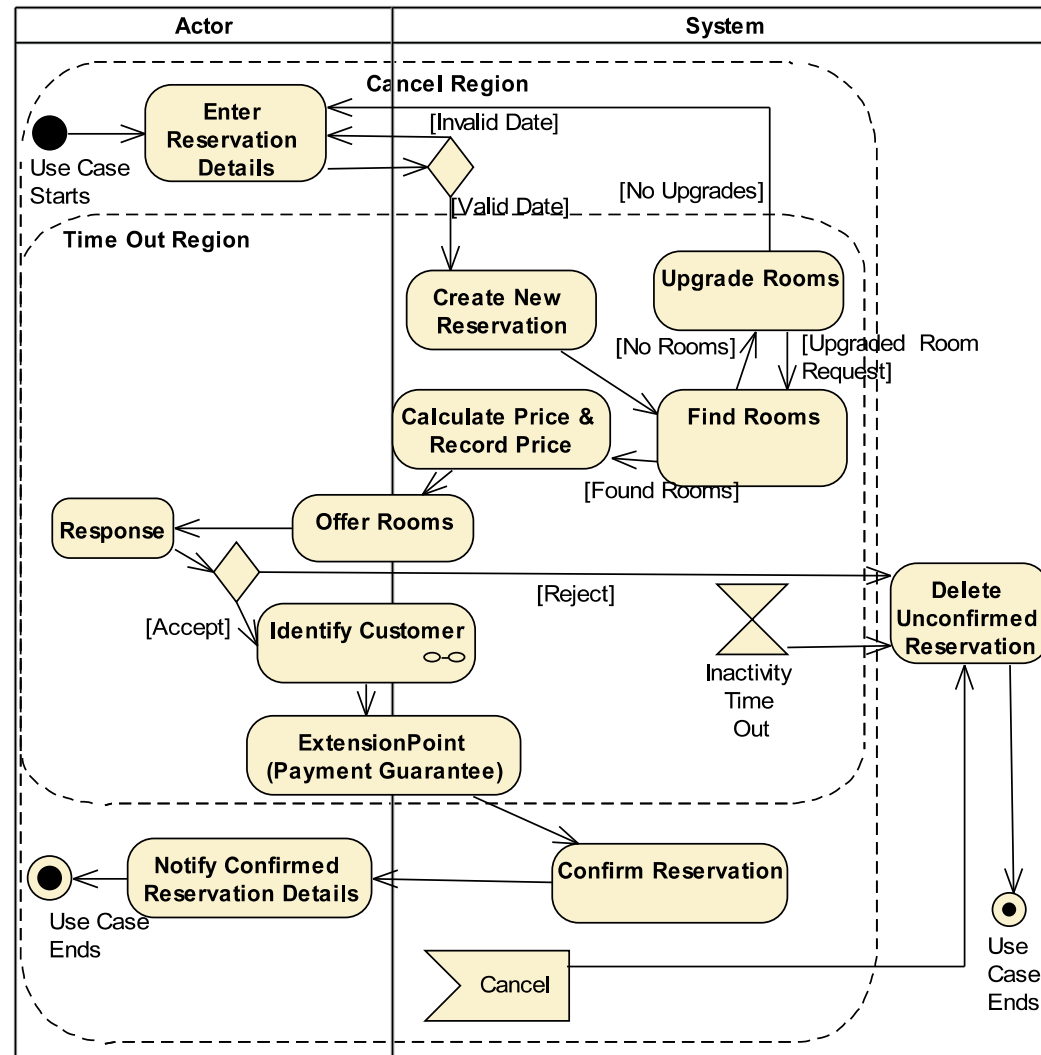 Actor
System
Cancel Region
Enter
Reservation
Details
[Invalid Date]
Use Case
Starts
[Valid Date]
[No Upgrades]
Time Out Region
Upgrade Rooms
Create New
Reservation
[No Rooms]
[Upgraded Room
Request]
Calculate Price &
Record Price
Find Rooms
[Found Rooms]
Offer Rooms
Response
[Reject]
Delete
Unconfirmed
Reservation
[Accept]
Identify Customer
Inactivity
Time
Out
ExtensionPoint
(Payment Guarantee)
Notify Confirmed
Reservation Details
Confirm Reservation
Use Case
Ends
Cancel
Use
Case
Ends